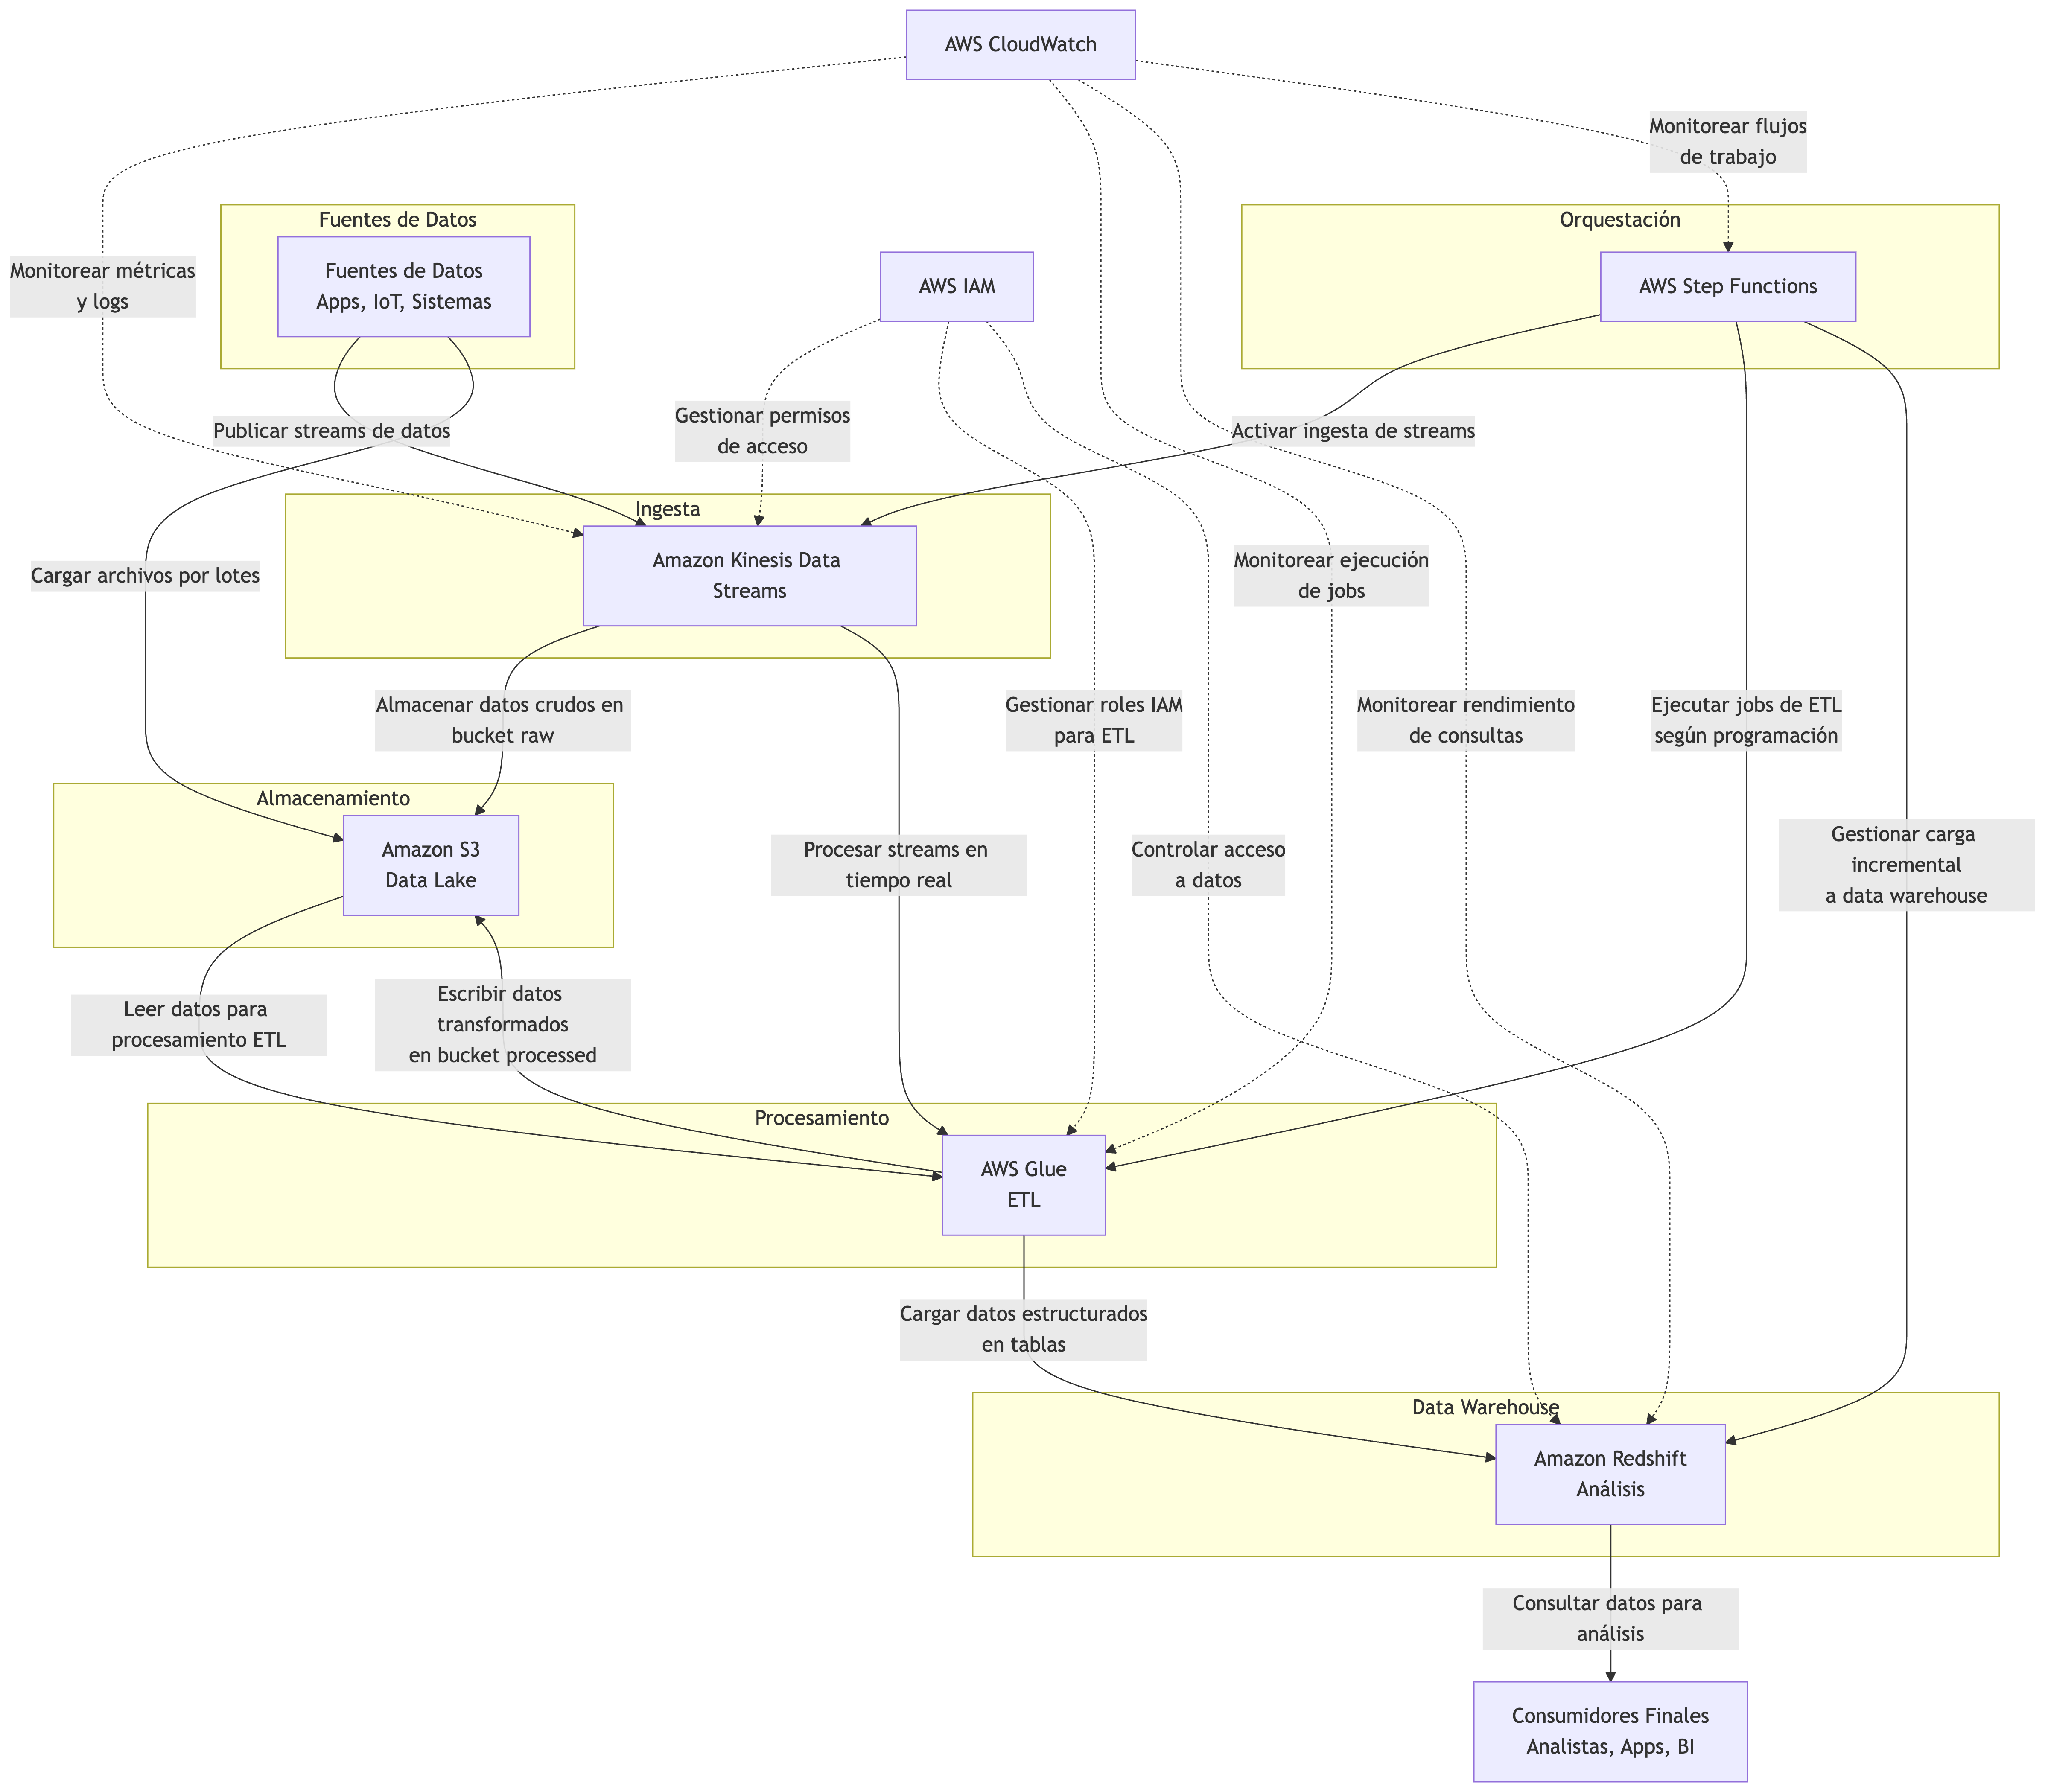 AWS CloudWatch
Monitorear flujos
de trabajo
Fuentes de Datos
Orquestación
Fuentes de Datos
Apps, IoT, Sistemas
Monitorear métricas
y logs
AWS IAM
AWS Step Functions
Publicar streams de datos
Gestionar permisos
de acceso
Activar ingesta de streams
Ingesta
Amazon Kinesis Data
Streams
Cargar archivos por lotes
Monitorear ejecución
de jobs
Almacenar datos crudos en
bucket raw
Gestionar roles IAM
para ETL
Monitorear rendimiento
de consultas
Ejecutar jobs de ETL
según programación
Almacenamiento
Amazon S3
Data Lake
Procesar streams en
tiempo real
Controlar acceso
a datos
Gestionar carga
incremental
a data warehouse
Leer datos para
procesamiento ETL
Escribir datos
transformados
en bucket processed
Procesamiento
AWS Glue
ETL
Cargar datos estructurados
en tablas
Data Warehouse
Amazon Redshift
Análisis
Consultar datos para
análisis
Consumidores Finales
Analistas, Apps, BI